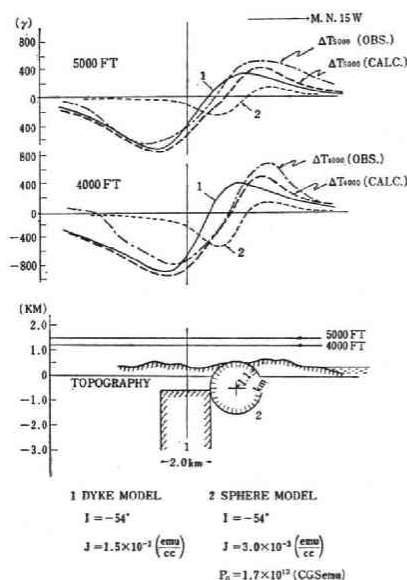 M. N. 15 W
(γ)
5000 FT
ΔT5000 (OBS.)
ΔT5000 (CALC.)
400
0
400
800
1
2
4000 FT
ΔT4000 (OBS.)
ΔT4000 (CALC.)
800
400
0
-400
-800
1
2
(KM)
2.0
1.0
0
-1.0
-2.0
-3.0
5000 FT
4000 FT
TOPOGRAPHY
km
2
1
2.0km
1 DYKE MODEL
I = -54°
J = 1.5×10⁻² (emu/cc)
2 SPHERE MODEL
I = -54°
J = 3.0×10⁻³ (emu/cc)
P₀ = 1.7×10¹³ (CGSemu)